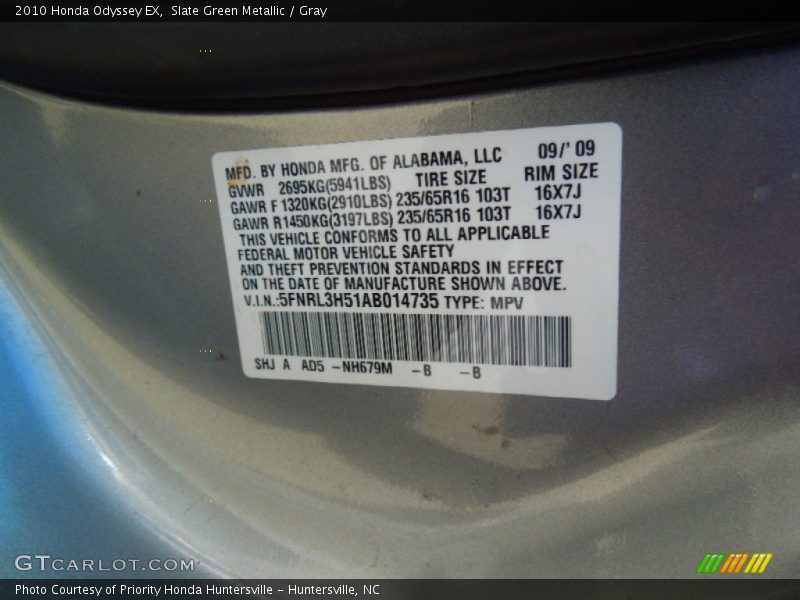 2010 Honda Odyssey EX, Slate Green Metallic / Gray
MFD. BY HONDA MFG. OF ALABAMA, LLC 09/'09
GVWR 2695KG(5941LBS) TIRE SIZE RIM SIZE
GAWR F 1320KG(2910LBS) 235/65R16 103T 16X7J
GAWR R1450KG(3197LBS) 235/65R16 103T 16X7J
THIS VEHICLE CONFORMS TO ALL APPLICABLE
FEDERAL MOTOR VEHICLE SAFETY
AND THEFT PREVENTION STANDARDS IN EFFECT
ON THE DATE OF MANUFACTURE SHOWN ABOVE.
V.I.N.:5FNRL3H51AB014735 TYPE: MPV
SHJ A AD5 -NH679M -B -B
GTCARLOT.COM
Photo Courtesy of Priority Honda Huntersville - Huntersville, NC